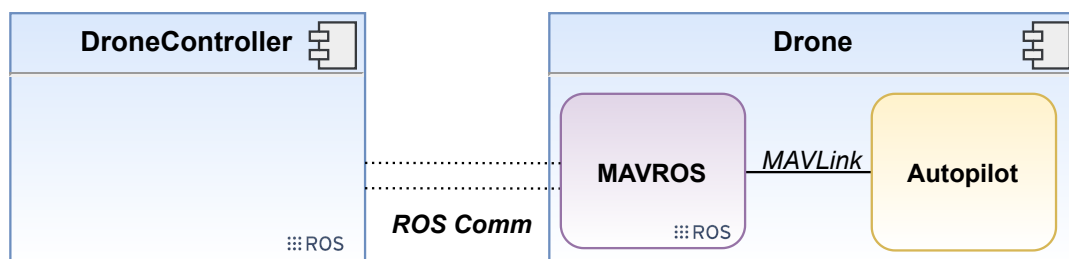 DroneController
Drone
MAVROS
MAVLink
Autopilot
ROS Comm
ROS
ROS